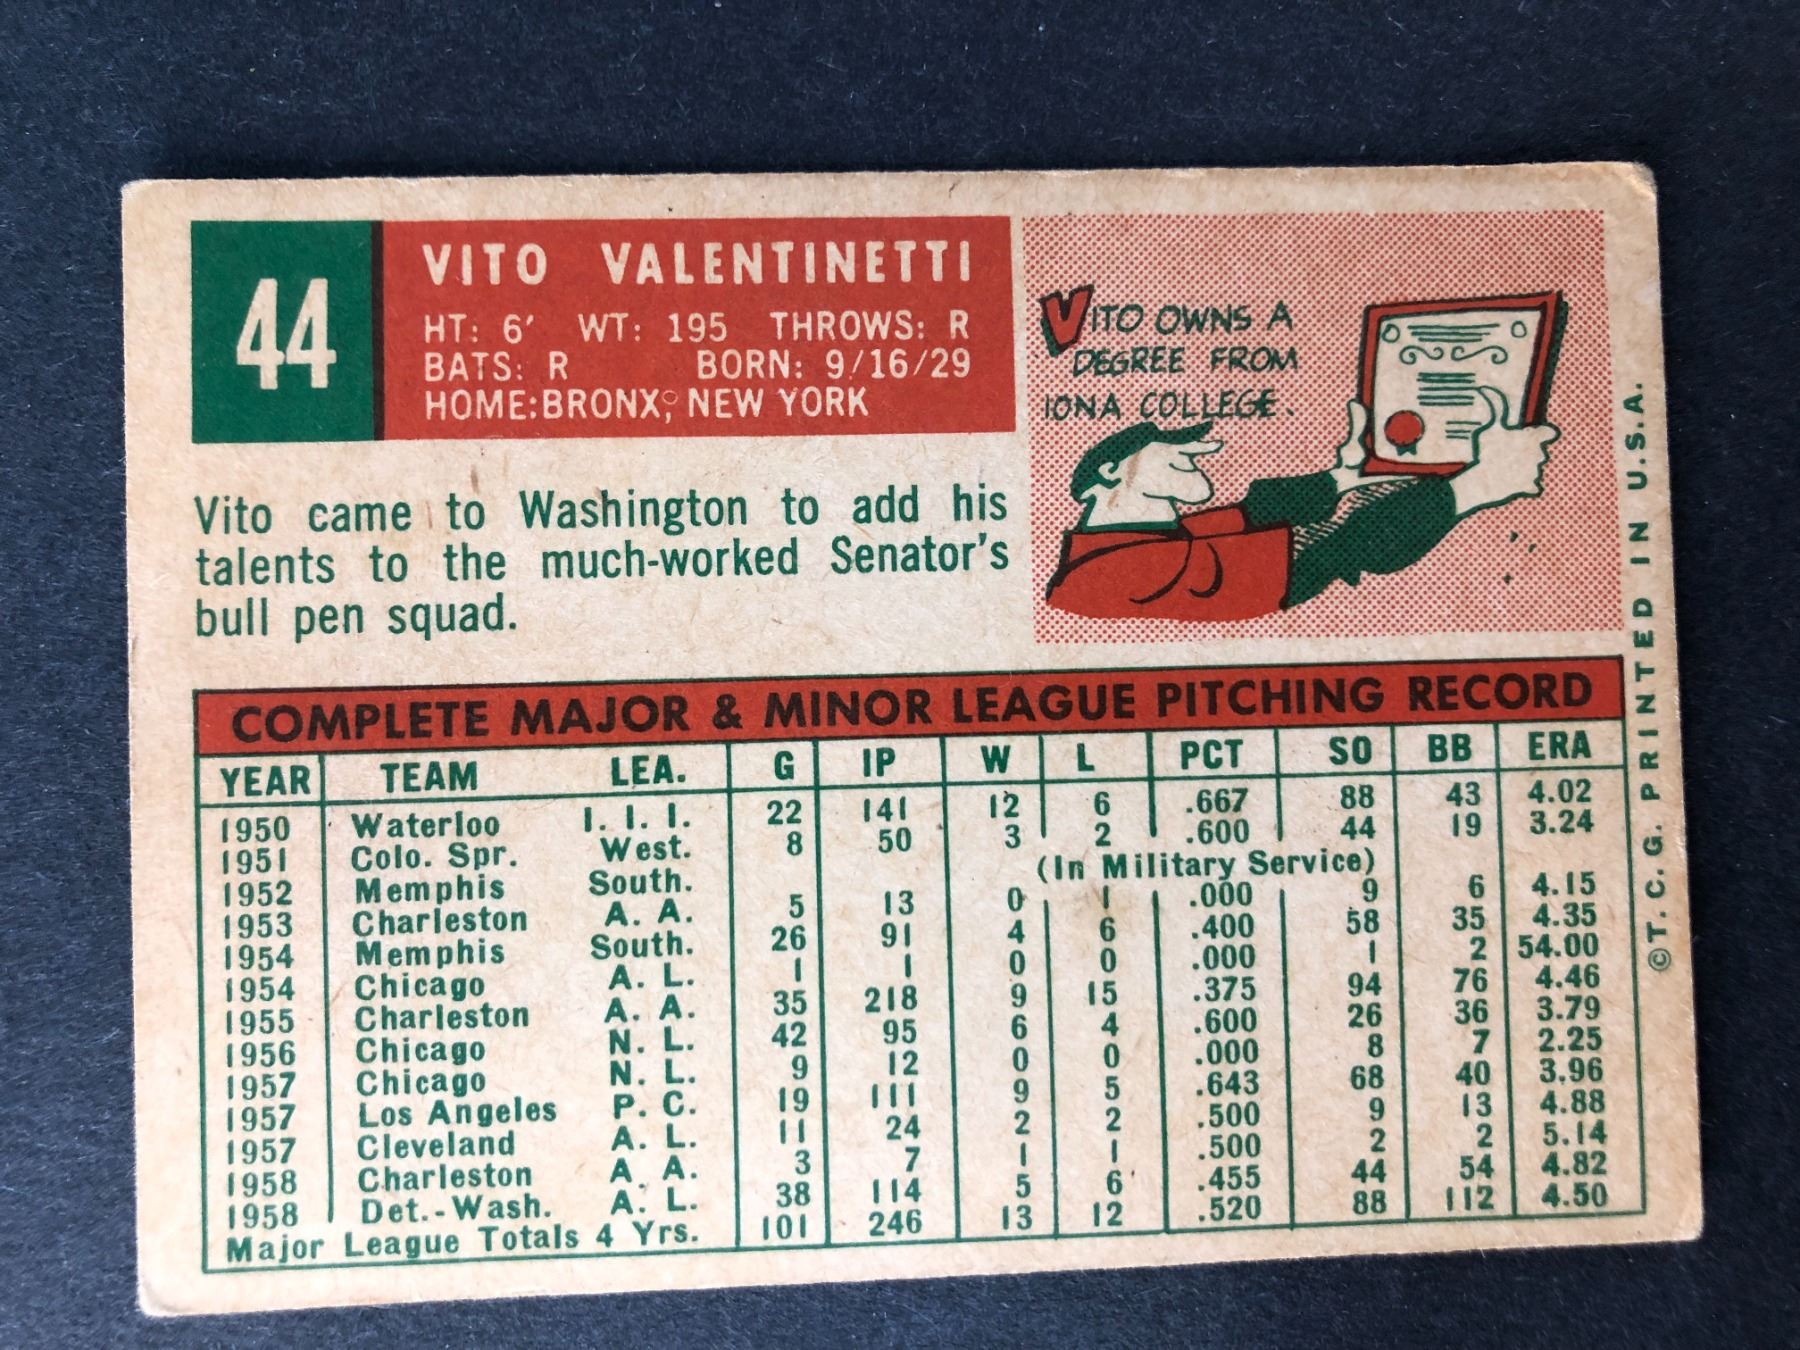 44
VITO VALENTINETTI
HT: 6' WT: 195 THROWS: R
BATS: R BORN: 9/16/29
HOME:BRONX, NEW YORK
VITO OWNS A
DEGREE FROM
IONA COLLEGE.
Vito came to Washington to add his
talents to the much-worked Senator's
bull pen squad.
COMPLETE MAJOR & MINOR LEAGUE PITCHING RECORD
YEAR TEAM LEA. G IP W L PCT SO BB ERA
1950 Waterloo I. I. I. 22 141 12 6 .667 88 43 4.02
1951 Colo. Spr. West. 8 50 3 2 .600 44 19 3.24
1952 Memphis South. (In Military Service)
1953 Charleston A. A. 5 13 0 1 .000 9 6 4.15
1954 Memphis South. 26 91 4 6 .400 58 35 4.35
1954 Chicago A. L. 1 1 0 0 .000 1 2 54.00
1955 Charleston A. A. 35 218 9 15 .375 94 76 4.46
1956 Chicago N. L. 42 95 6 4 .600 26 36 3.79
1957 Chicago N. L. 9 12 0 0 .000 8 7 2.25
1957 Los Angeles P. C. 19 111 9 5 .643 68 40 3.96
1957 Cleveland A. L. 11 24 2 2 .500 9 13 4.88
1958 Charleston A. A. 3 7 1 1 .500 2 2 5.14
1958 Det.-Wash. A. L. 38 114 5 6 .455 44 54 4.82
Major League Totals 4 Yrs. 101 246 13 12 .520 88 112 4.50
©T. C. G. PRINTED IN U.S.A.